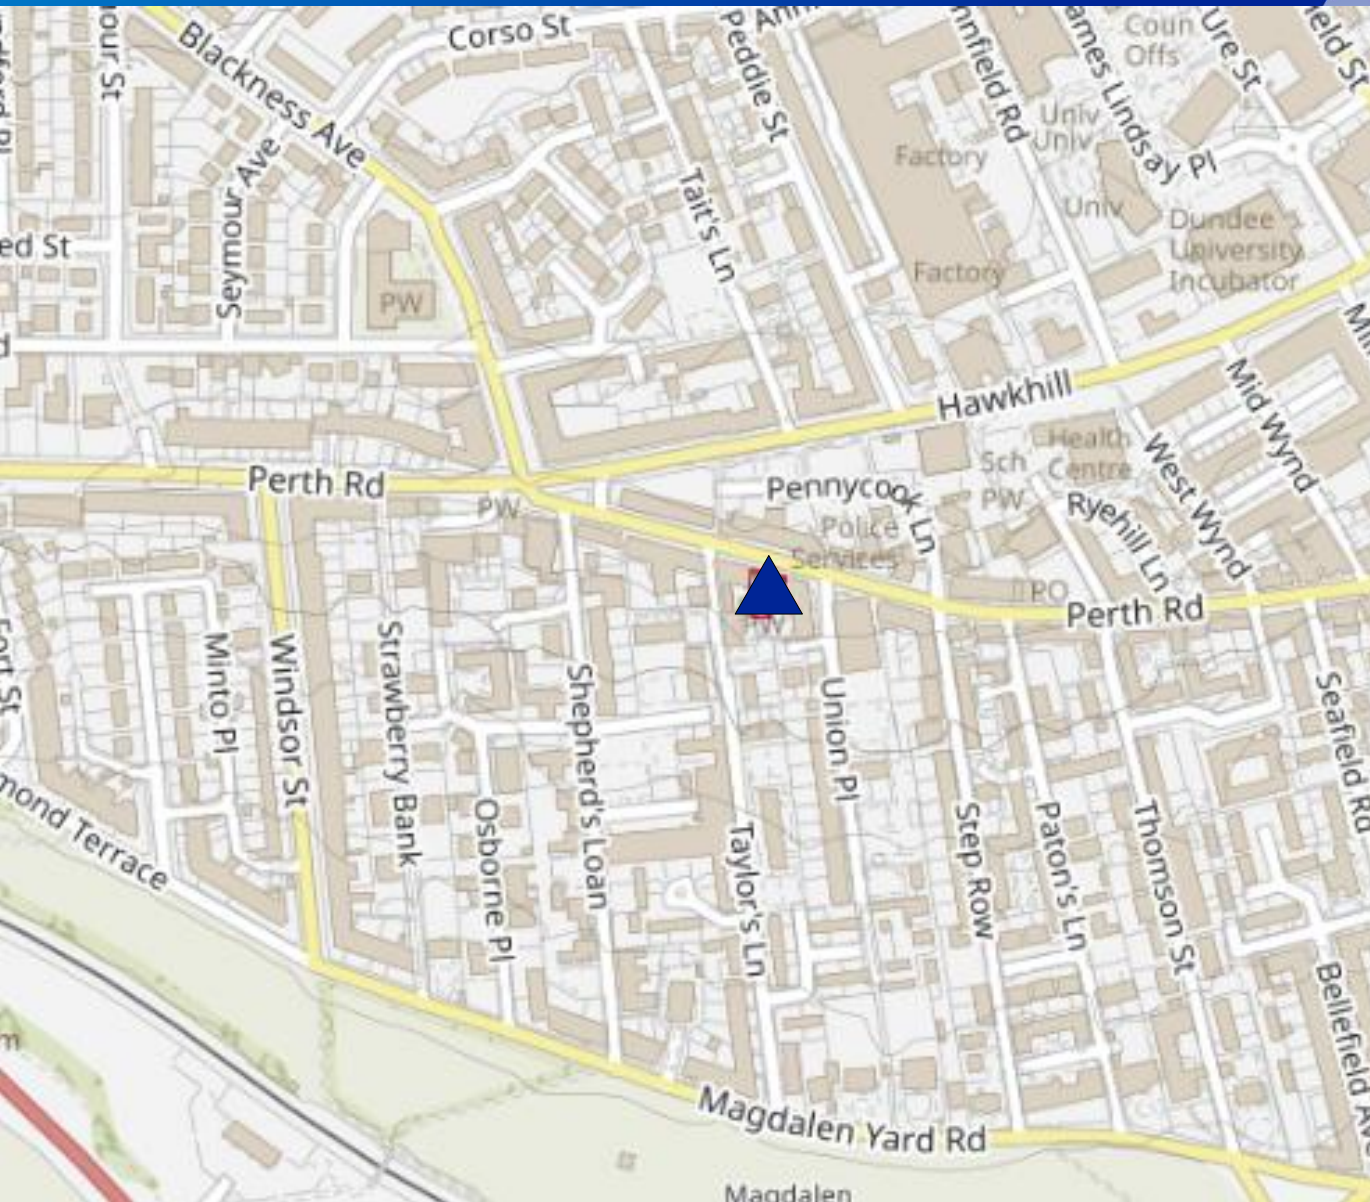 Corso St
Peddie St
Blackness Ave
Ure St
Coun
Offs
James Lindsay Pl
Univ
Univ
Factory
Seymour Ave
Tait's Ln
Univ
Dundee
University
Incubator
PW
Factory
Hawkhill
Mid Wynd
Health
Centre
West Wynd
Sch
PW
Perth Rd
Pennycook Ln
PW
Police
Services
Ryehill Ln
PO
Perth Rd
Minto Pl
Windsor St
Strawberry Bank
Shepherd's Loan
Union Pl
Seafield Rd
Fort St
Osborne Pl
Taylor's Ln
Step Row
Paton's Ln
Thomson St
Bellefield Ave
Magdalen Yard Rd
Magdalen